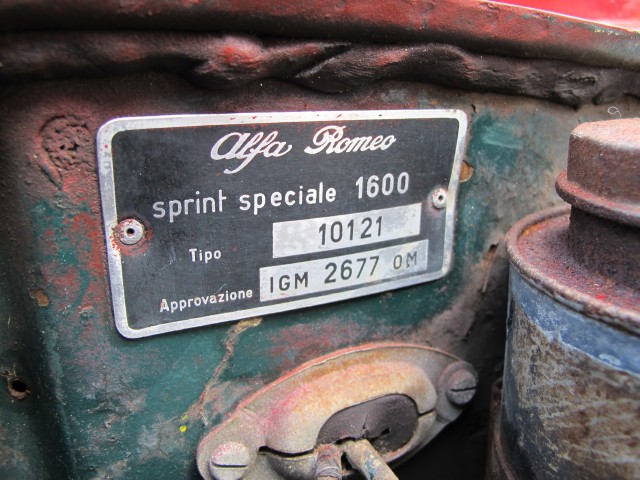 Alfa Romeo
sprint speciale 1600
Tipo 10121
Approvazione IGM 2677 OM